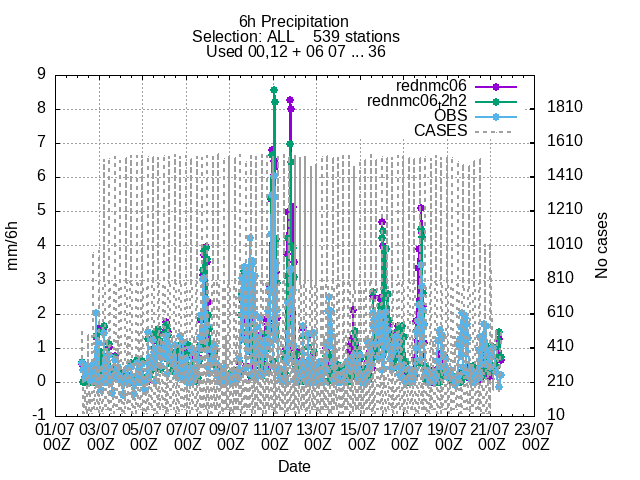 6h Precipitation
Selection: ALL 539 stations
Used 00,12 + 06 07 ... 36
rednmc06
rednmc06,2h2
OBS
CASES
mm/6h
9
8
7
6
5
4
3
2
1
0
-1
1810
1610
1410
1210
1010
810
610
410
210
10
No cases
01/07 03/07 05/07 07/07 09/07 11/07 13/07 15/07 17/07 19/07 21/07 23/07
00Z 00Z 00Z 00Z 00Z 00Z 00Z 00Z 00Z 00Z 00Z 00Z
Date